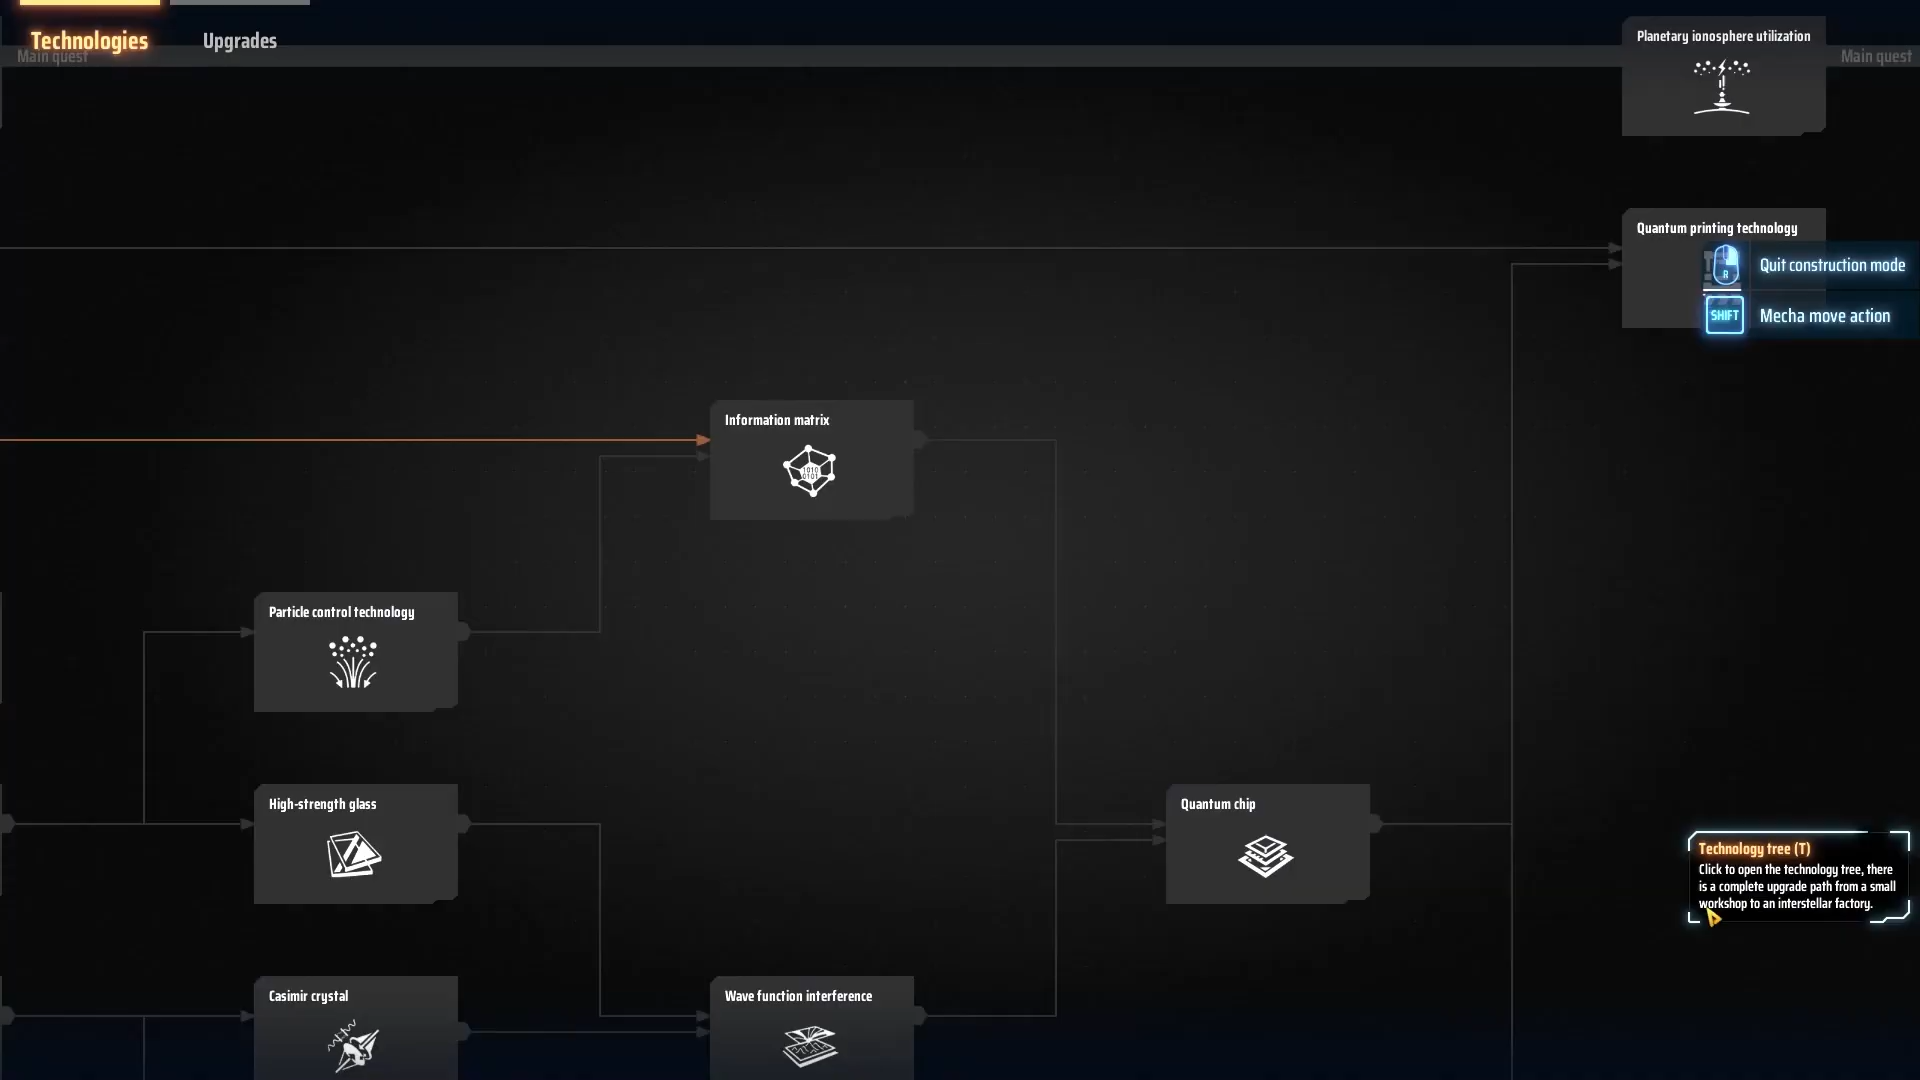 Technologies
Upgrades
Main quest
Main quest
Planetary ionosphere utilization
Quantum printing technology
R
Quit construction mode
SHIFT
Mecha move action
Information matrix
1010
0101
Particle control technology
High-strength glass
Quantum chip
Technology tree (T)
Click to open the technology tree, there
is a complete upgrade path from a small
workshop to an interstellar factory.
Casimir crystal
Wave function interference